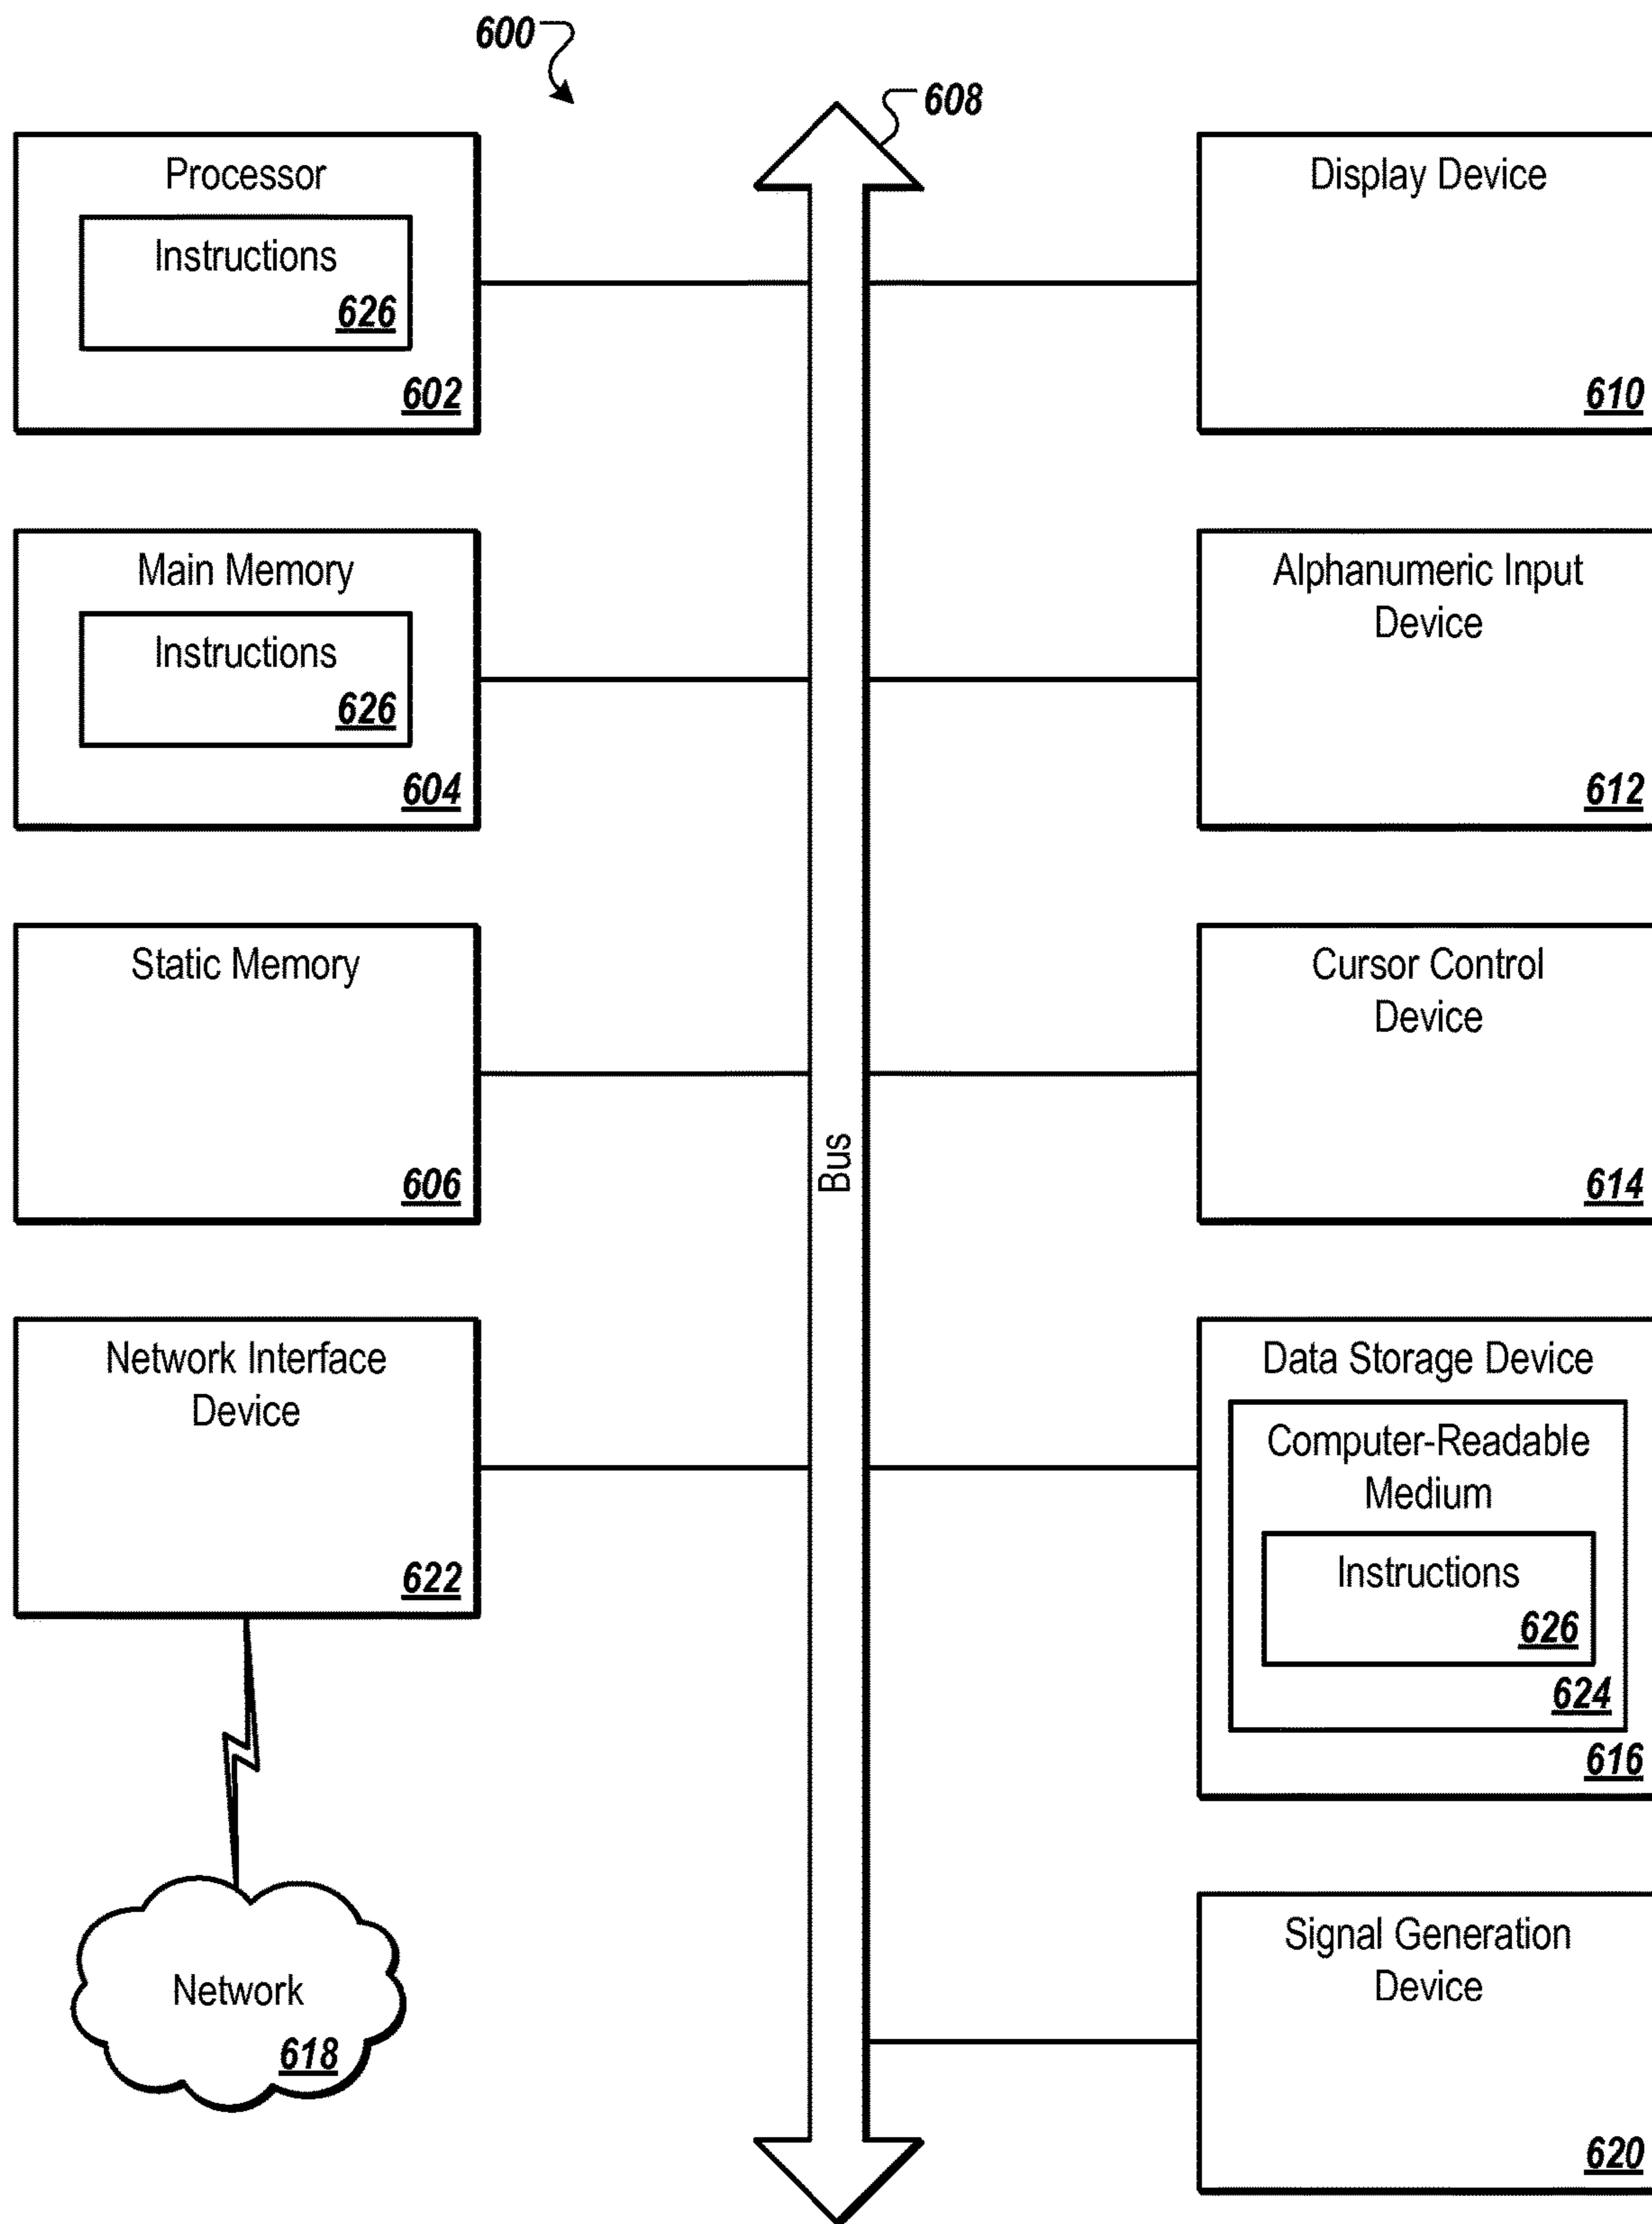 600
608
Processor
Instructions
626
602
Main Memory
Instructions
626
604
Static Memory
606
Network Interface
Device
622
Network
618
Bus
Display Device
610
Alphanumeric Input
Device
612
Cursor Control
Device
614
Data Storage Device
Computer-Readable
Medium
Instructions
626
624
616
Signal Generation
Device
620